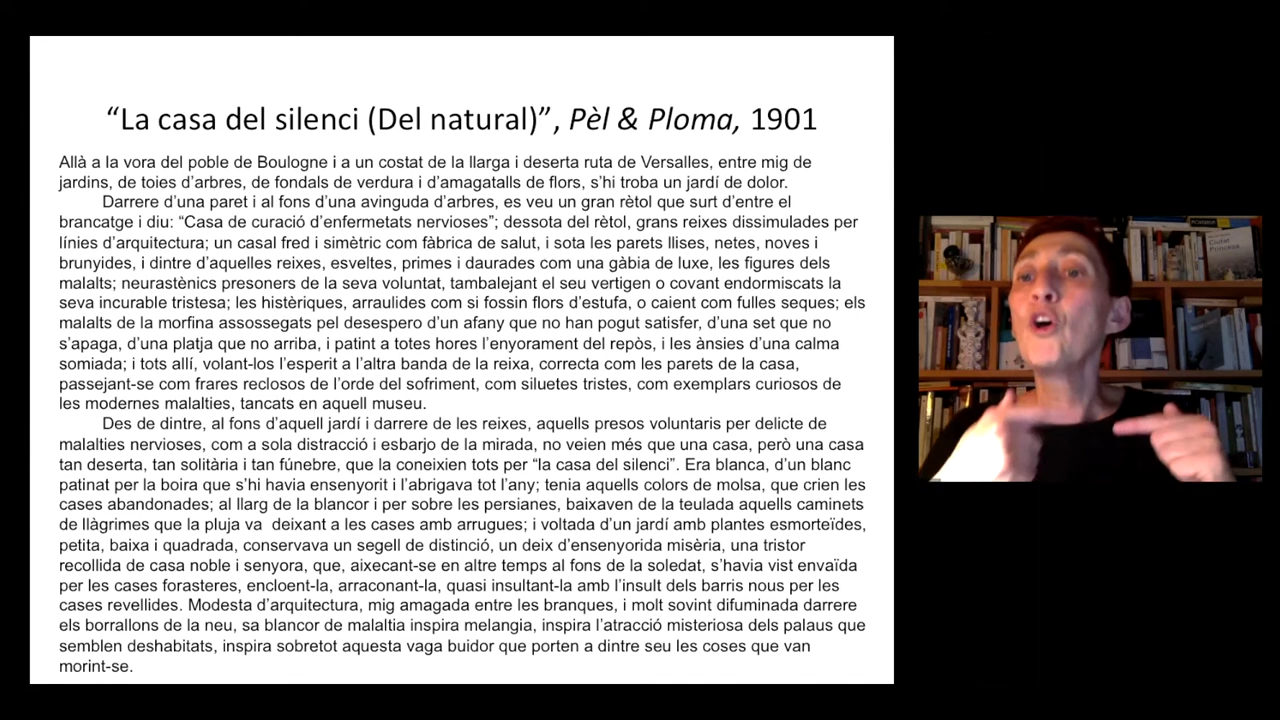 “La casa del silenci (Del natural)”, Pèl & Ploma, 1901
Allà a la vora del poble de Boulogne i a un costat de la llarga i deserta ruta de Versalles, entre mig de
jardins, de toies d’arbres, de fondals de verdura i d’amagatalls de flors, s’hi troba un jardí de dolor.
Darrere d’una paret i al fons d’una avinguda d’arbres, es veu un gran rètol que surt d’entre el
brancatge i diu: “Casa de curació d’enfermetats nervioses”; dessota del rètol, grans reixes dissimulades per
línies d’arquitectura; un casal fred i simètric com fàbrica de salut, i sota les parets llises, netes, noves i
brunyides, i dintre d’aquelles reixes, esveltes, primes i daurades com una gàbia de luxe, les figures dels
malalts; neurastènics presoners de la seva voluntat, tambalejant el seu vertigen o covant endormiscats la
seva incurable tristesa; les histèriques, arraulides com si fossin flors d’estufa, o caient com fulles seques; els
malalts de la morfina assossegats pel desespero d’un afany que no han pogut satisfer, d’una set que no
s’apaga, d’una platja que no arriba, i patint a totes hores l’enyorament del repòs, i les ànsies d’una calma
somiada; i tots allí, volant-los l’esperit a l’altra banda de la reixa, correcta com les parets de la casa,
passejant-se com frares reclosos de l’orde del sofriment, com siluetes tristes, com exemplars curiosos de
les modernes malalties, tancats en aquell museu.
Des de dintre, al fons d’aquell jardí i darrere de les reixes, aquells presos voluntaris per delicte de
malalties nervioses, com a sola distracció i esbarjo de la mirada, no veien més que una casa, però una casa
tan deserta, tan solitària i tan fúnebre, que la coneixien tots per “la casa del silenci”. Era blanca, d’un blanc
patinat per la boira que s’hi havia ensenyorit i l’abrigava tot l’any; tenia aquells colors de molsa, que crien les
cases abandonades; al llarg de la blancor i per sobre les persianes, baixaven de la teulada aquells caminets
de llàgrimes que la pluja va  deixant a les cases amb arrugues; i voltada d’un jardí amb plantes esmorteïdes,
petita, baixa i quadrada, conservava un segell de distinció, un deix d’ensenyorida misèria, una tristor
recollida de casa noble i senyora, que, aixecant-se en altre temps al fons de la soledat, s’havia vist envaïda
per les cases forasteres, encloent-la, arraconant-la, quasi insultant-la amb l’insult dels barris nous per les
cases revellides. Modesta d’arquitectura, mig amagada entre les branques, i molt sovint difuminada darrere
els borrallons de la neu, sa blancor de malaltia inspira melangia, inspira l’atracció misteriosa dels palaus que
semblen deshabitats, inspira sobretot aquesta vaga buidor que porten a dintre seu les coses que van
morint-se.
Ciutat
Princesa